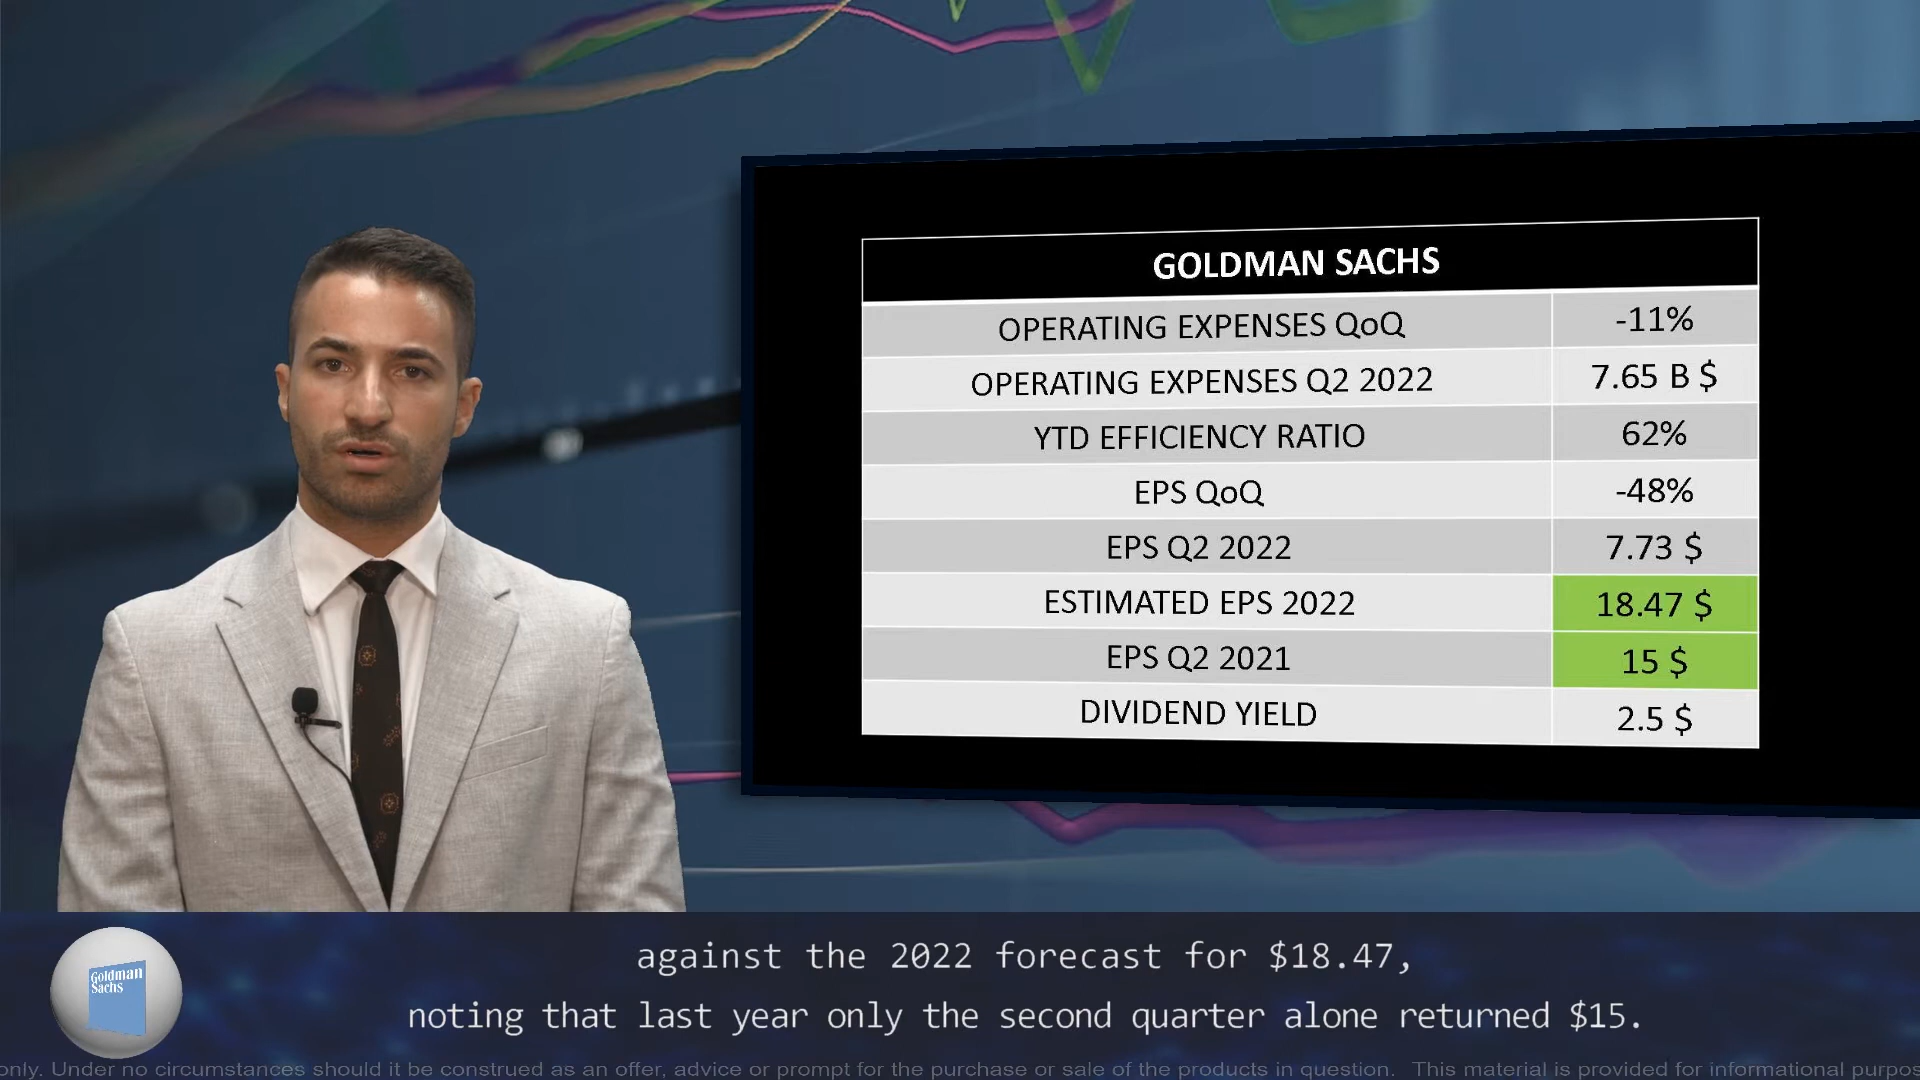 GOLDMAN SACHS
OPERATING EXPENSES QoQ -11%
OPERATING EXPENSES Q2 2022 7.65 B $
YTD EFFICIENCY RATIO 62%
EPS QoQ -48%
EPS Q2 2022 7.73 $
ESTIMATED EPS 2022 18.47 $
EPS Q2 2021 15 $
DIVIDEND YIELD 2.5 $
Goldman
Sachs
against the 2022 forecast for $18.47,
noting that last year only the second quarter alone returned $15.
only. Under no circumstances should it be construed as an offer, advice or prompt for the purchase or sale of the products in question. This material is provided for informational